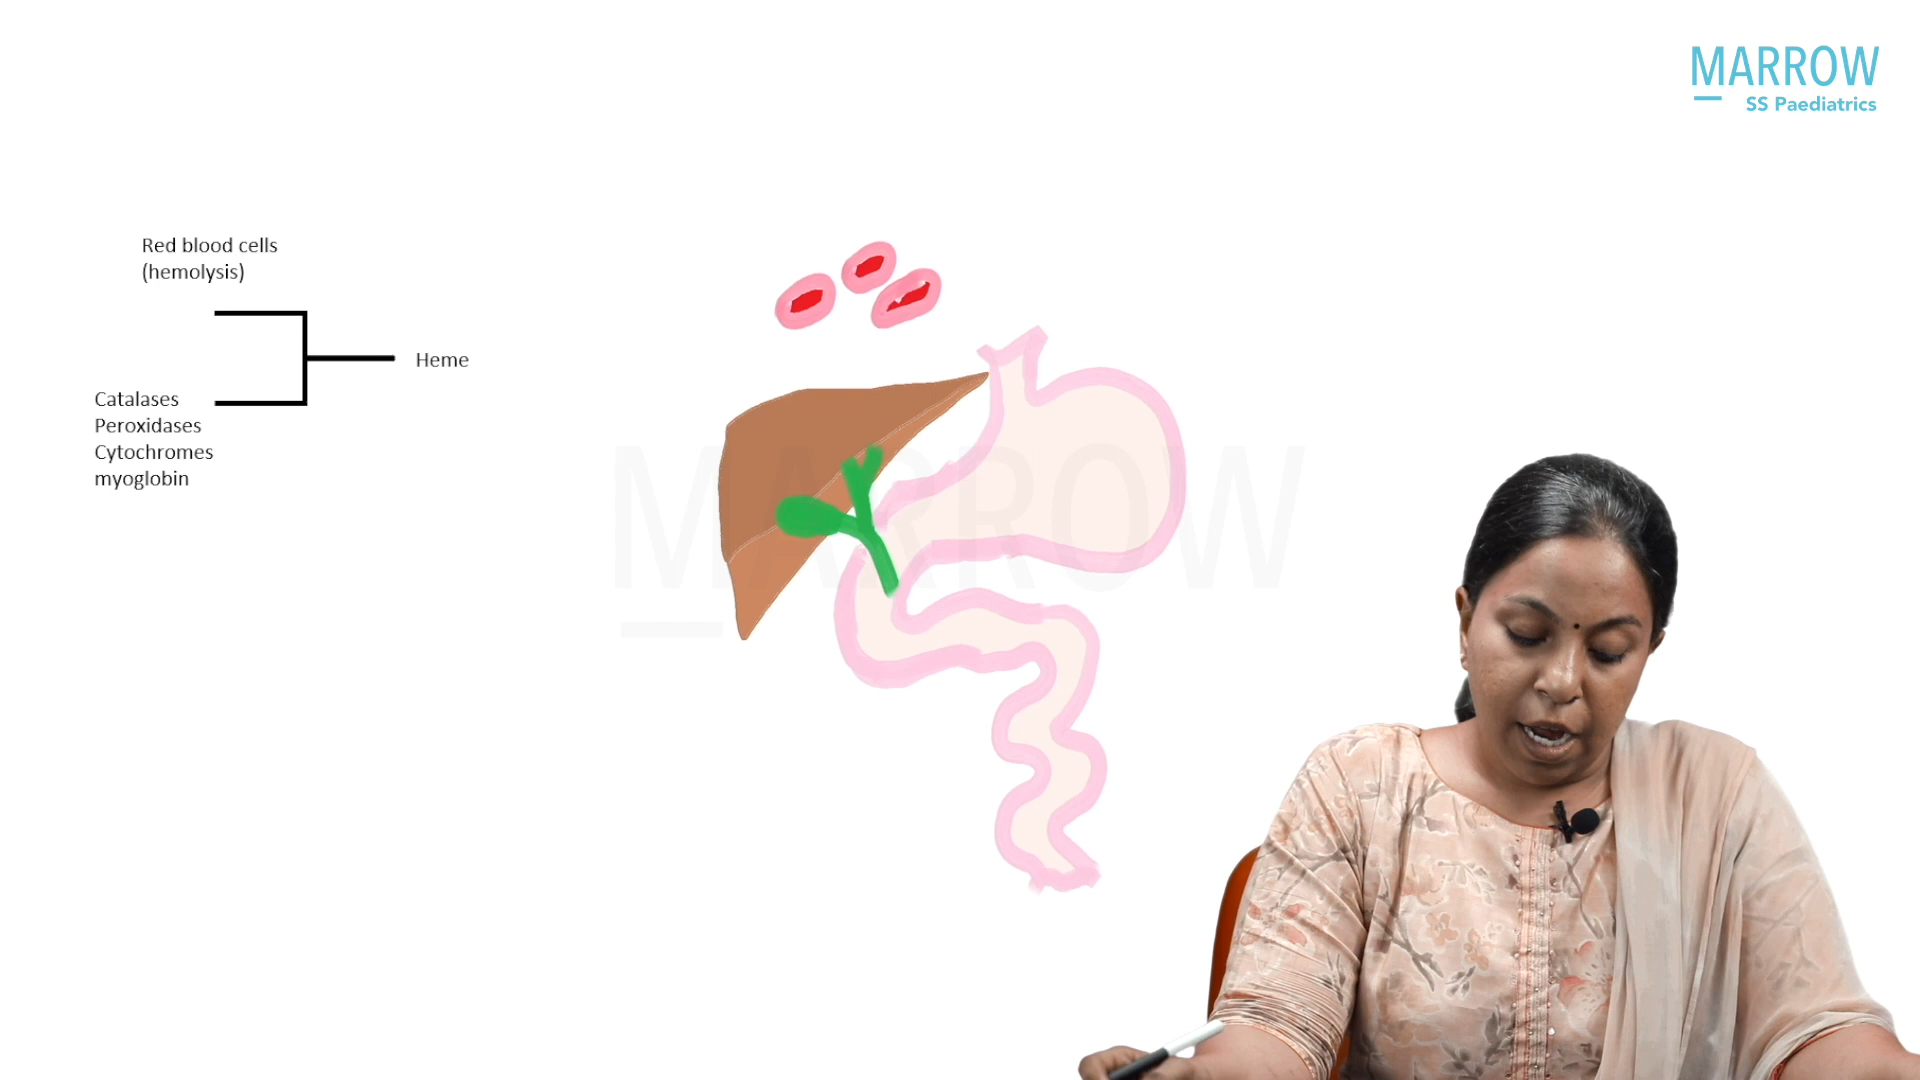 MARROW
SS Paediatrics
Red blood cells
(hemolysis)
Heme
Catalases
Peroxidases
Cytochromes
myoglobin
MARROW